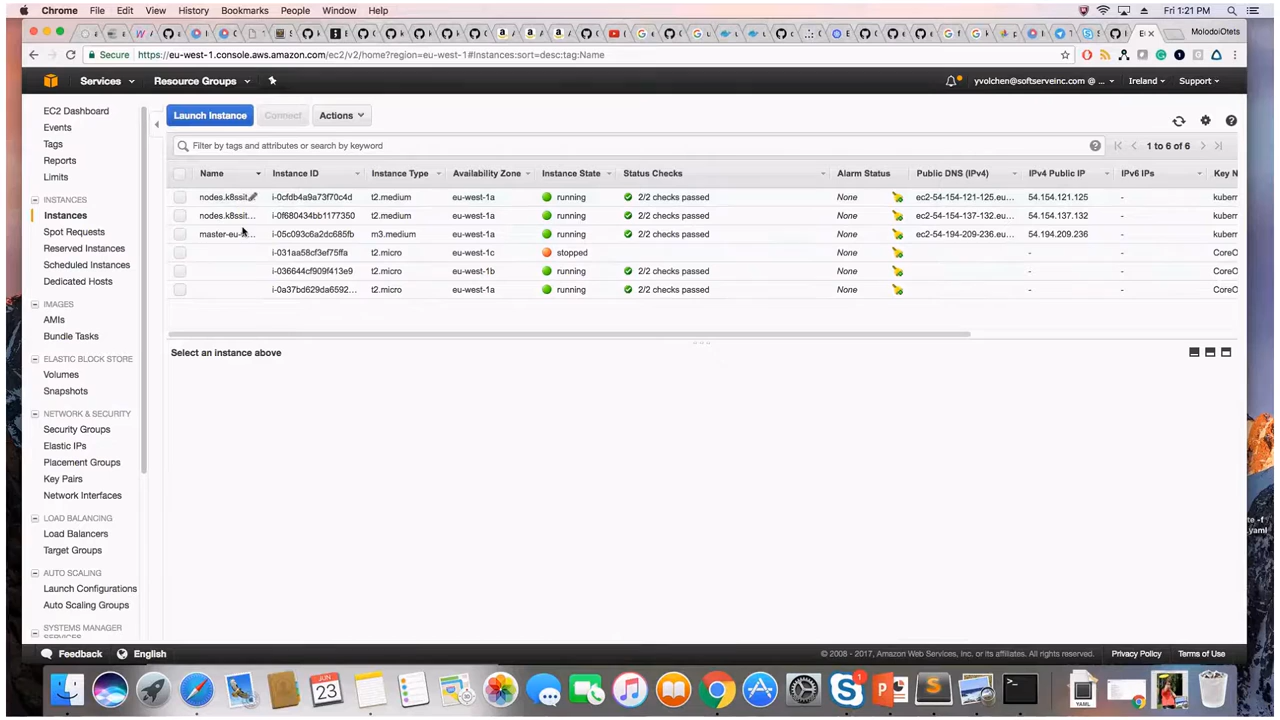 Chrome File Edit View History Bookmarks People Window Help Fri 1:21 PM
MolodoiOtets
Secure https://eu-west-1.console.aws.amazon.com/ec2/v2/home?region=eu-west-1#Instances:sort=desc:tag:Name
Services Resource Groups yvolchen@softserveinc.com @ ... Ireland Support
EC2 Dashboard
Events
Tags
Reports
Limits
INSTANCES
Instances
Spot Requests
Reserved Instances
Scheduled Instances
Dedicated Hosts
IMAGES
AMIs
Bundle Tasks
ELASTIC BLOCK STORE
Volumes
Snapshots
NETWORK & SECURITY
Security Groups
Elastic IPs
Placement Groups
Key Pairs
Network Interfaces
LOAD BALANCING
Load Balancers
Target Groups
AUTO SCALING
Launch Configurations
Auto Scaling Groups
SYSTEMS MANAGER
SERVICES
Launch Instance Connect Actions
Filter by tags and attributes or search by keyword 1 to 6 of 6
Name Instance ID Instance Type Availability Zone Instance State Status Checks Alarm Status Public DNS (IPv4) IPv4 Public IP IPv6 IPs Key N
nodes.k8ssit. i-0cfdb4a9a73f70c4d t2.medium eu-west-1a running 2/2 checks passed None ec2-54-154-121-125.eu... 54.154.121.125 - kubern
nodes.k8ssit... i-0f680434bb1177350 t2.medium eu-west-1a running 2/2 checks passed None ec2-54-154-137-132.eu... 54.154.137.132 - kubern
master-eu-... i-05c093c6a2dc685fb m3.medium eu-west-1a running 2/2 checks passed None ec2-54-194-209-236.eu... 54.194.209.236 - kubern
i-031aa58cf3ef75ffa t2.micro eu-west-1c stopped None - - CoreO
i-036644cf909f413e9 t2.micro eu-west-1b running 2/2 checks passed None - - CoreO
i-0a37bd629da6592... t2.micro eu-west-1a running 2/2 checks passed None - - CoreO
Select an instance above
Feedback English © 2008 - 2017, Amazon Web Services, Inc. or its affiliates. All rights reserved. Privacy Policy Terms of Use
JUN
23
1
YAML